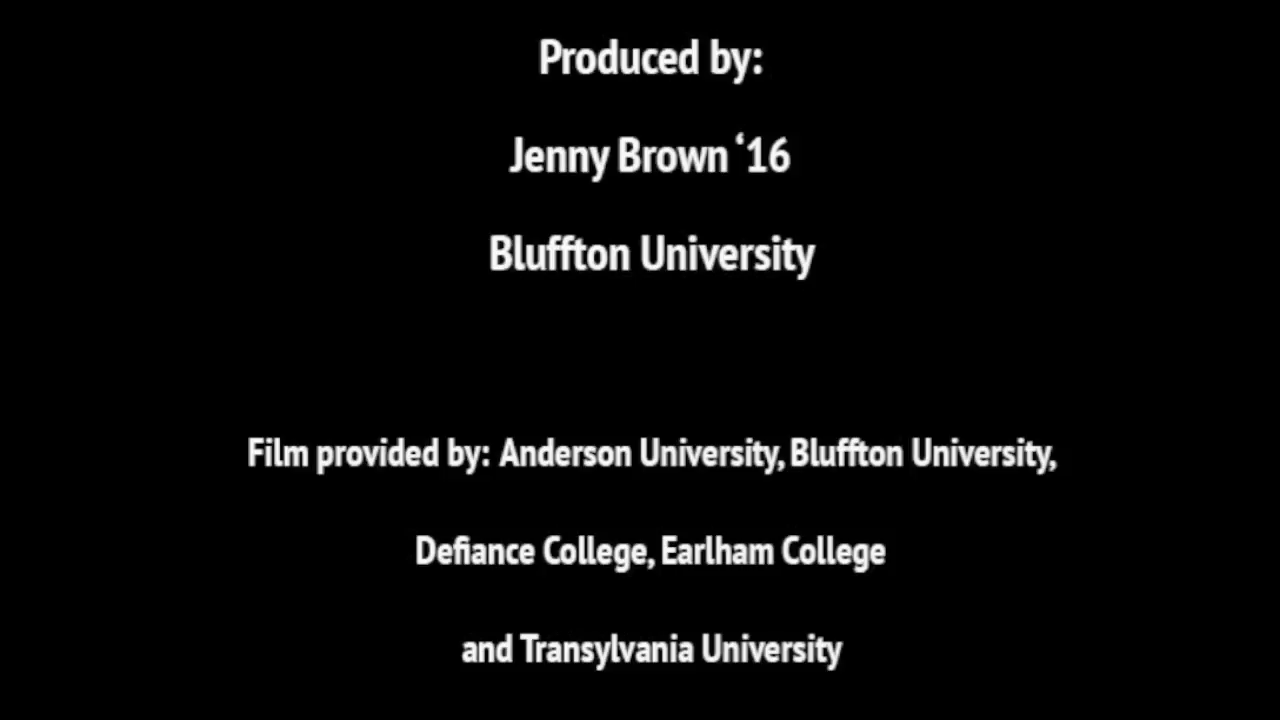 Produced by:
Jenny Brown ‘16
Bluffton University
Film provided by: Anderson University, Bluffton University,
Defiance College, Earlham College
and Transylvania University